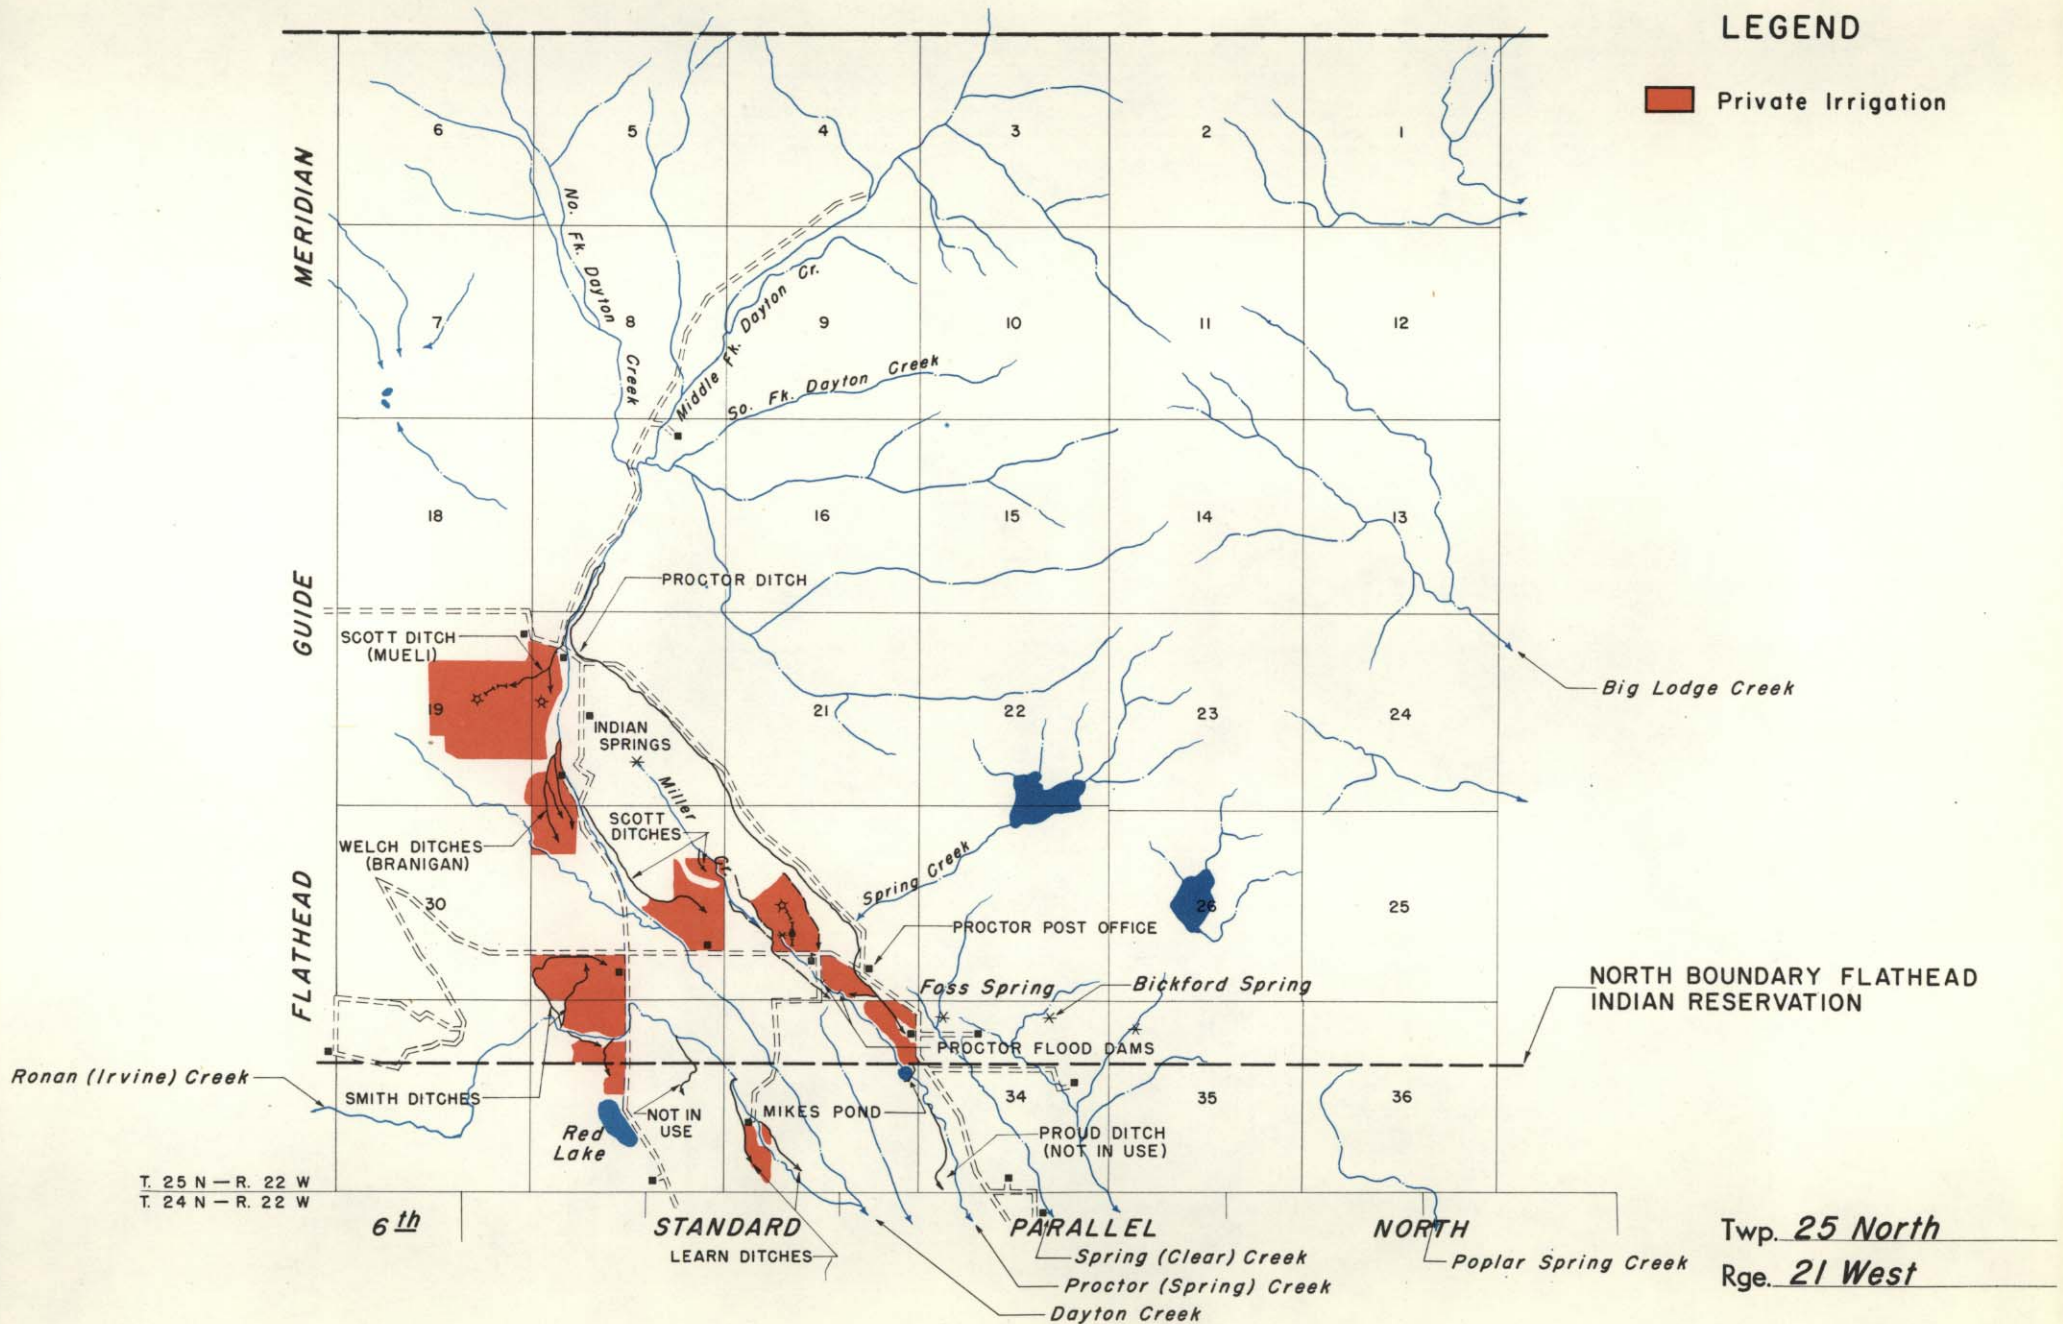 LEGEND
Private Irrigation
MERIDIAN
GUIDE
FLATHEAD
6
5
4
3
2
1
No. Fk. Dayton Creek
Middle Fk. Dayton Cr.
So. Fk. Dayton Creek
7
8
9
10
11
12
18
16
15
14
13
PROCTOR DITCH
SCOTT DITCH
(MUELI)
Big Lodge Creek
19
21
22
23
24
INDIAN
SPRINGS
Miller Cr.
SCOTT
DITCHES
WELCH DITCHES
(BRANIGAN)
Spring Creek
30
26
25
PROCTOR POST OFFICE
Foss Spring
Bickford Spring
NORTH BOUNDARY FLATHEAD
INDIAN RESERVATION
PROCTOR FLOOD DAMS
Ronan (Irvine) Creek
SMITH DITCHES
NOT IN
USE
MIKES POND
34
35
36
Red
Lake
PROUD DITCH
(NOT IN USE)
T. 25 N — R. 22 W
T. 24 N — R. 22 W
6th STANDARD PARALLEL NORTH
LEARN DITCHES
Spring (Clear) Creek
Proctor (Spring) Creek
Dayton Creek
Poplar Spring Creek
Twp. 25 North
Rge. 21 West